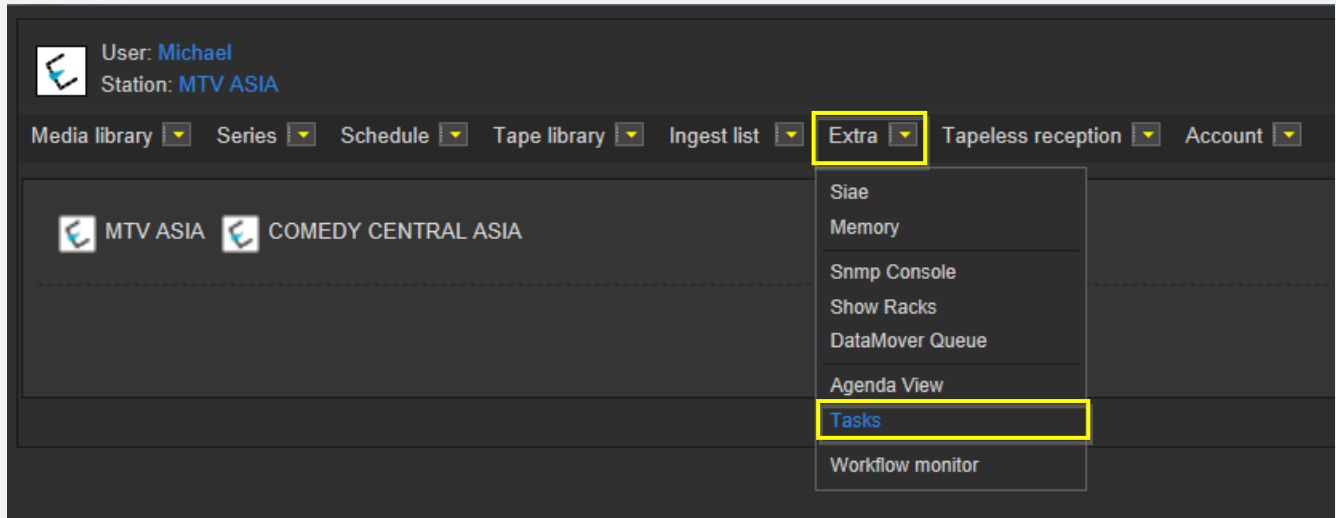 User: Michael
Station: MTV ASIA
Media library Series Schedule Tape library Ingest list Extra Tapeless reception Account
MTV ASIA COMEDY CENTRAL ASIA
Siae
Memory
Snmp Console
Show Racks
DataMover Queue
Agenda View
Tasks
Workflow monitor